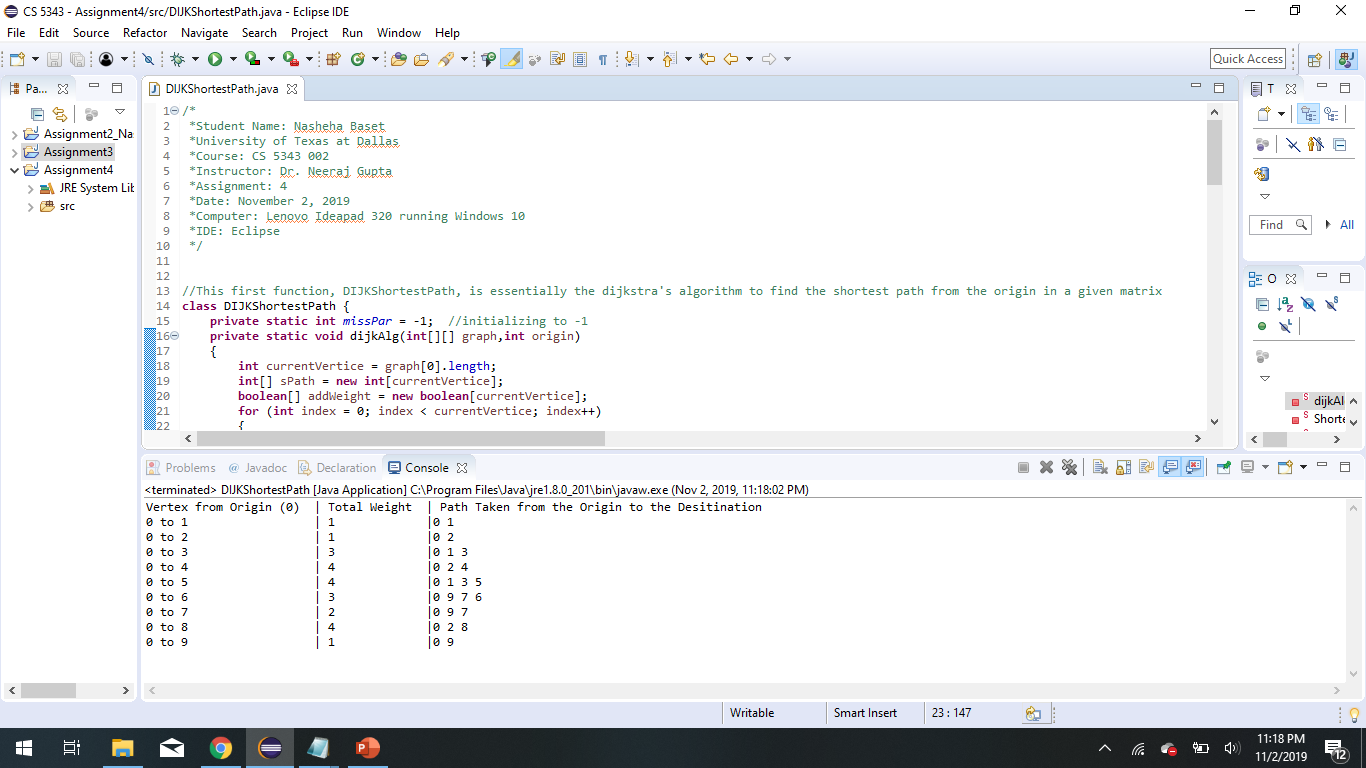 CS 5343 - Assignment4/src/DIJKShortestPath.java - Eclipse IDE
File Edit Source Refactor Navigate Search Project Run Window Help
Quick Access
Pa...
DIJKShortestPath.java
T
Assignment2_Na
Assignment3
Assignment4
JRE System Lib
src
1 /*
2 *Student Name: Nasheha Baset
3 *University of Texas at Dallas
4 *Course: CS 5343 002
5 *Instructor: Dr. Neeraj Gupta
6 *Assignment: 4
7 *Date: November 2, 2019
8 *Computer: Lenovo Ideapad 320 running Windows 10
9 *IDE: Eclipse
10 */
11
12
13 //This first function, DIJKShortestPath, is essentially the dijkstra's algorithm to find the shortest path from the origin in a given matrix
14 class DIJKShortestPath {
15 private static int missPar = -1; //initializing to -1
16 private static void dijkAlg(int[][] graph,int origin)
17 {
18 int currentVertice = graph[0].length;
19 int[] sPath = new int[currentVertice];
20 boolean[] addWeight = new boolean[currentVertice];
21 for (int index = 0; index < currentVertice; index++)
22 {
Find All
O
dijkAl
Shorte
Problems @ Javadoc Declaration Console
<terminated> DIJKShortestPath [Java Application] C:\Program Files\Java\jre1.8.0_201\bin\javaw.exe (Nov 2, 2019, 11:18:02 PM)
Vertex from Origin (0) | Total Weight | Path Taken from the Origin to the Desitination
0 to 1 | 1 |0 1
0 to 2 | 1 |0 2
0 to 3 | 3 |0 1 3
0 to 4 | 4 |0 2 4
0 to 5 | 4 |0 1 3 5
0 to 6 | 3 |0 9 7 6
0 to 7 | 2 |0 9 7
0 to 8 | 4 |0 2 8
0 to 9 | 1 |0 9
Writable Smart Insert 23 : 147
11:18 PM
11/2/2019
12